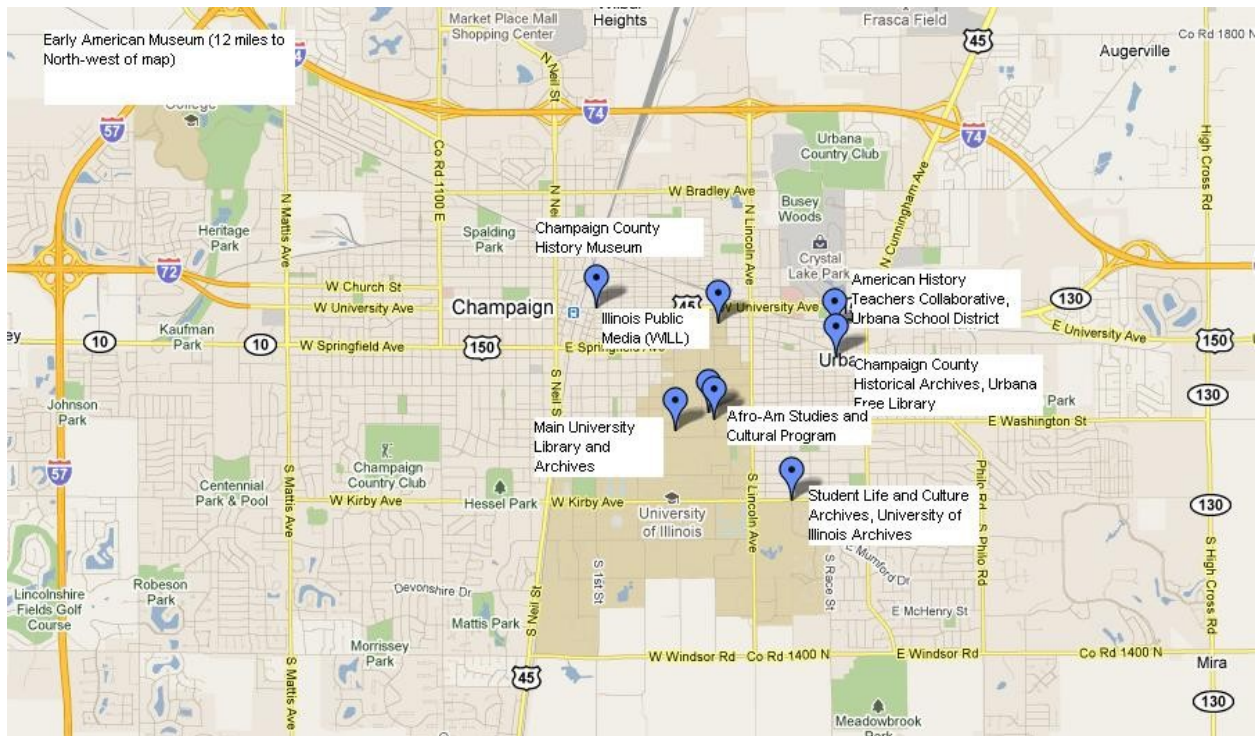 Early American Museum (12 miles to
North-west of map)
College
Market Place Mall
Shopping Center
Wilbur
Heights
Frasca Field
45
Co Rd 1800 N
Augerville
57
74
74
74
N Neil St
Co Rd 1100 E
N Mattis Ave
Urbana
Country Club
N Cunningham Ave
High Cross Rd
W Bradley Ave
Busey
Woods
N Lincoln Ave
Heritage
Park
Spalding
Park
N Ne
Champaign County
History Museum
Crystal
Lake Park
American History
Teachers Collaborative,
Urbana School District
72
W Church St
W University Ave
Champaign
45
W University Ave
130
Illinois Public
Media (WILL)
E University Ave
150
Kaufman
Park
ey
10
10
W Springfield Ave
150
E Springfield Ave
Urba
Champaign County
Historical Archives, Urbana
Free Library
130
Johnson
Park
S Neil S
Main University
Library and
Archives
Afro-Am Studies and
Cultural Program
Park
E Washington St
57
Centennial
Park & Pool
S Mattis Ave
Champaign
Country Club
Hessel Park
W Kirby Ave
W Kirby Ave
University
of Illinois
S Lincoln Ave
Student Life and Culture
Archives, University of
Illinois Archives
Philo Rd
S Philo Rd
130
S High Cross Rd
Lincolnshire
Fields Golf
Course
Robeson
Park
Devonshire Dr
S 1st St
S Race St
E Mumford Dr
E McHenry St
Mattis Park
S Neil St
Morrissey
Park
S Mattis Ave
W Windsor Rd
Co Rd 1400 N
E Windsor Rd
Co Rd 1400 N
Mira
45
130
Meadowbrook
Park